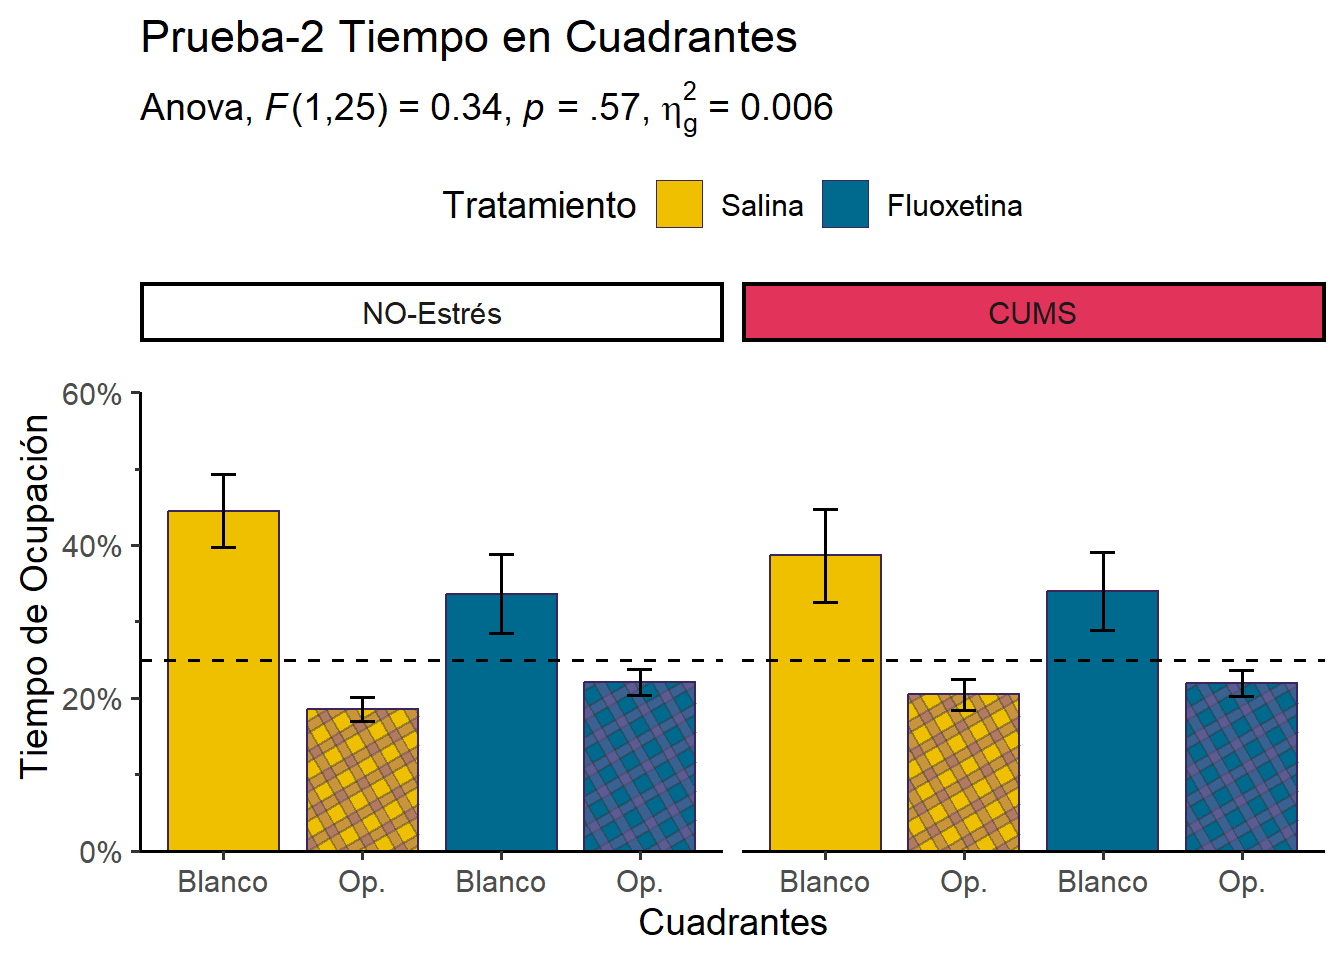 Prueba-2 Tiempo en Cuadrantes
Anova, F(1,25) = 0.34, p = .57, η²g = 0.006
Tratamiento Salina Fluoxetina
NO-Estrés CUMS
60%
40%
20%
0%
Tiempo de Ocupación
Blanco Op. Blanco Op. Blanco Op. Blanco Op.
Cuadrantes